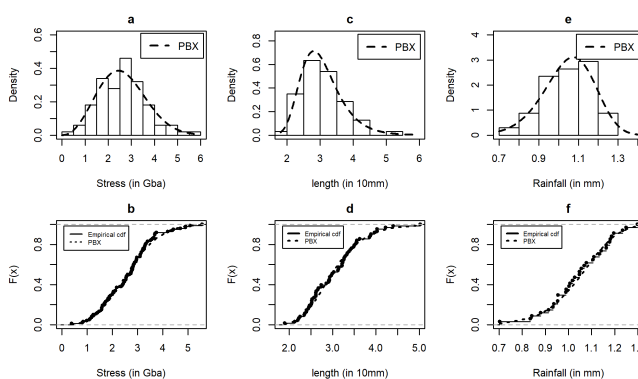 a
c
e
Density
0.0 0.2 0.4 0.6
PBX
0 1 2 3 4 5 6
Stress (in Gba)
Density
0.0 0.2 0.4 0.6 0.8
PBX
2 3 4 5 6
length (in 10mm)
Density
0 1 2 3 4
PBX
0.7 0.9 1.1 1.3
Rainfall (in mm)
b
d
f
F(x)
0.0 0.4 0.8
Empirical cdf
PBX
0 1 2 3 4 5
Stress (in Gba)
F(x)
0.0 0.4 0.8
Empirical cdf
PBX
2.0 3.0 4.0 5.0
length (in 10mm)
F(x)
0.0 0.4 0.8
Empirical cdf
PBX
0.7 0.8 0.9 1.0 1.1 1.2
Rainfall (in mm)